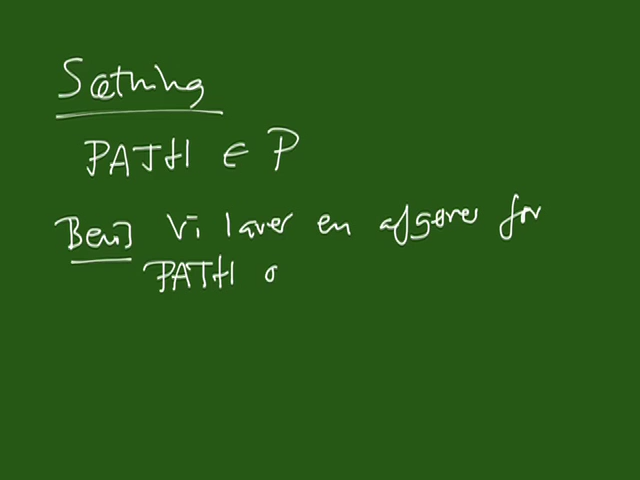 Sætning
PATH ∈ P
Bevis Vi laver en afgører for
PATH o